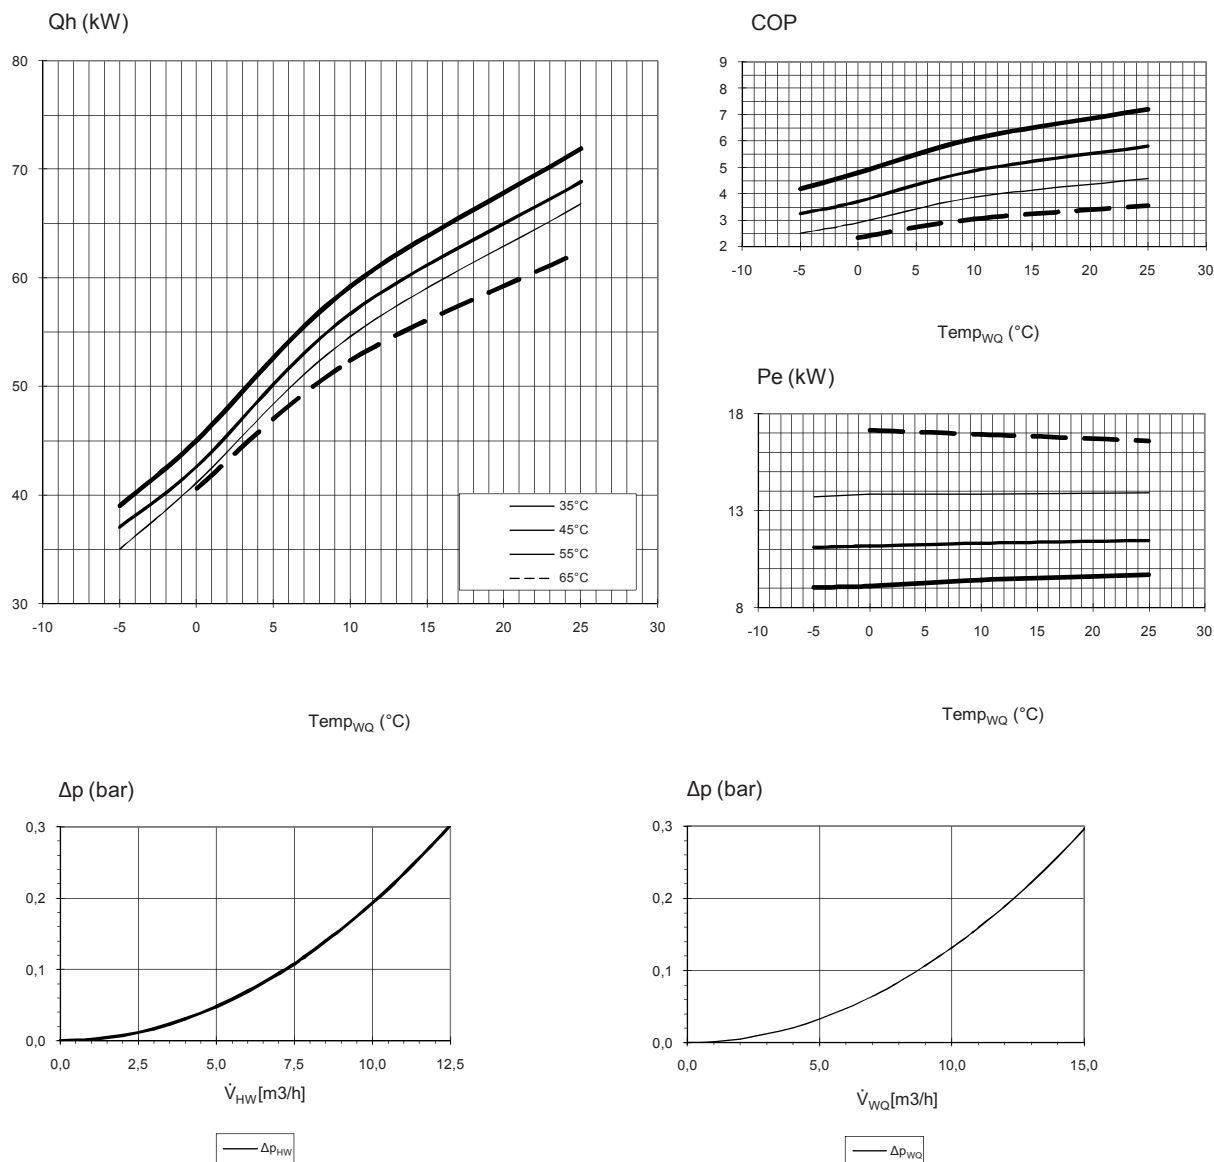 Qh (kW)
80
70
60
50
40
30
-10 -5 0 5 10 15 20 25 30
35°C
45°C
55°C
65°C
Temp_WQ (°C)
COP
9
8
7
6
5
4
3
2
-10 -5 0 5 10 15 20 25 30
Temp_WQ (°C)
Pe (kW)
18
13
8
-10 -5 0 5 10 15 20 25 30
Temp_WQ (°C)
Δp (bar)
0,3
0,2
0,1
0,0
0,0 2,5 5,0 7,5 10,0 12,5
V̇_HW[m3/h]
Δp_HW
Δp (bar)
0,3
0,2
0,1
0,0
0,0 5,0 10,0 15,0
V̇_WQ[m3/h]
Δp_WQ